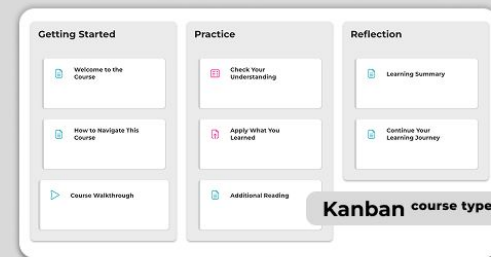 Getting Started
Welcome to the
Course
How to Navigate This
Course
Course Walkthrough
Practice
Check Your
Understanding
Apply What You
Learned
Additional Reading
Reflection
Learning Summary
Continue Your
Learning Journey
Kanban course type